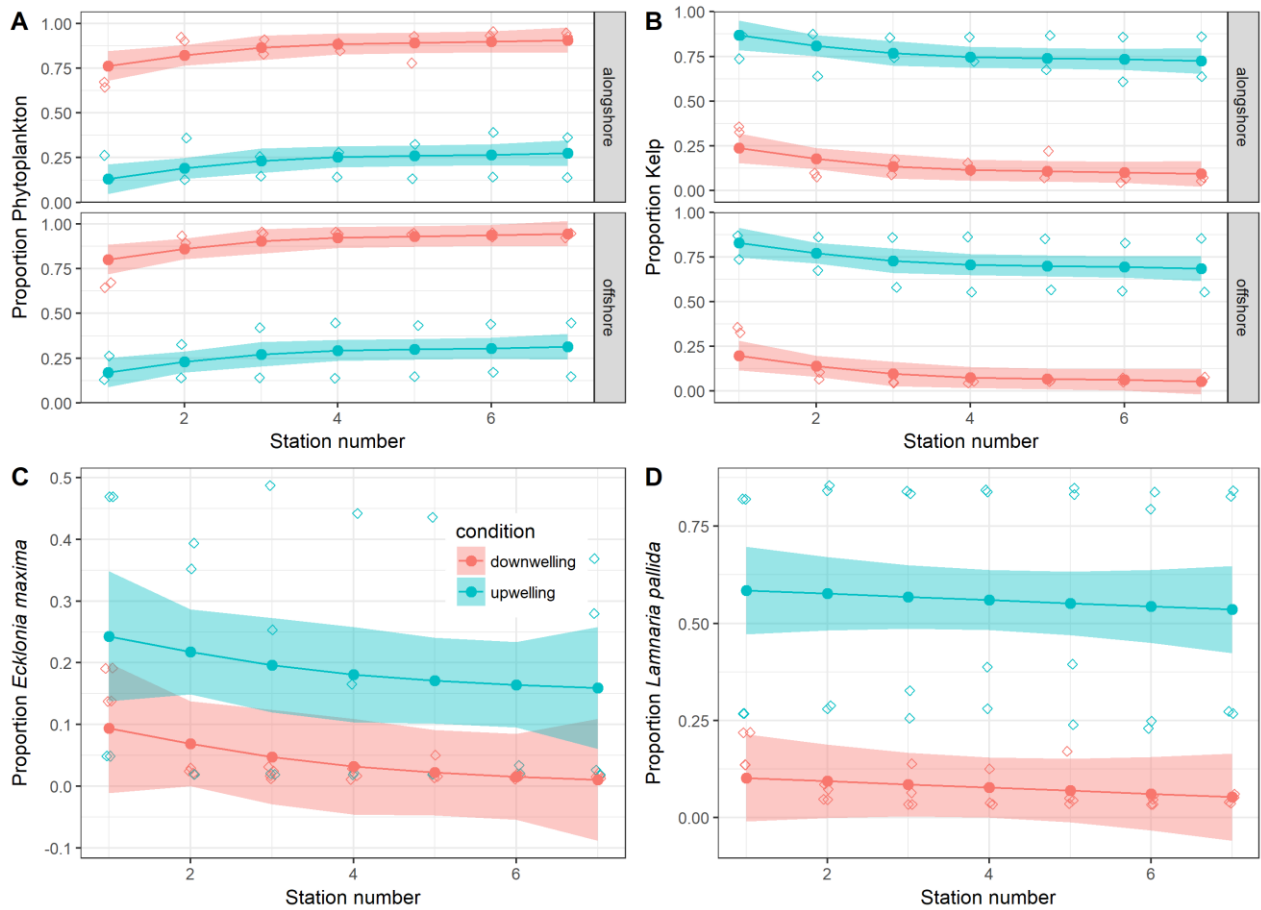 A
1.00
0.75
0.50
0.25
0.00
alongshore
1.00
0.75
0.50
0.25
0.00
offshore
Proportion Phytoplankton
2
4
6
Station number
B
1.00
0.75
0.50
0.25
0.00
alongshore
1.00
0.75
0.50
0.25
0.00
offshore
Proportion Kelp
2
4
6
Station number
C
0.5
0.4
0.3
0.2
0.1
0.0
-0.1
Proportion Ecklonia maxima
condition
downwelling
upwelling
2
4
6
Station number
D
0.75
0.50
0.25
0.00
Proportion Lamnaria pallida
2
4
6
Station number